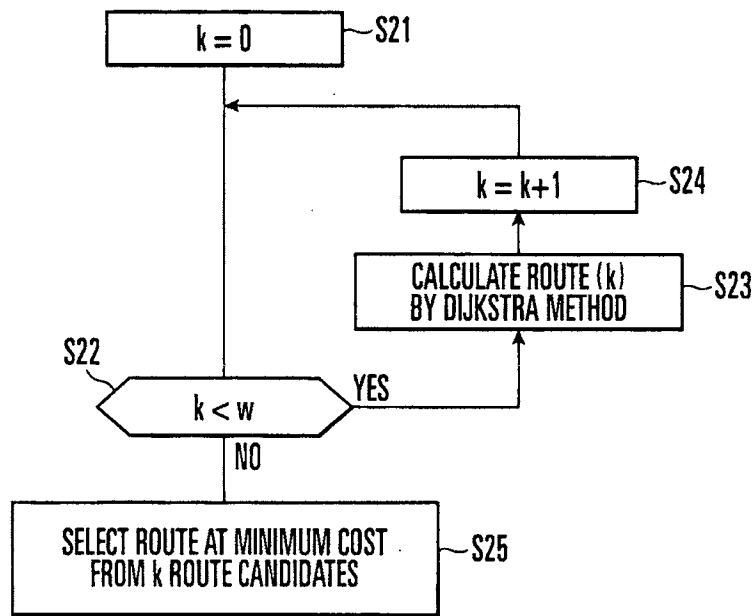 k = 0
S21
k = k+1
S24
CALCULATE ROUTE (k)
BY DIJKSTRA METHOD
S23
S22
k < w
YES
NO
SELECT ROUTE AT MINIMUM COST
FROM k ROUTE CANDIDATES
S25